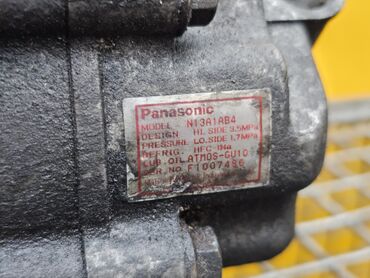 Panasonic
MODEL - N13A1AB4
DESIGN HI.SIDE 3.5MPa
PRESSURE LO.SIDE 1.7MPa
REFRIG. HFC-134a
LUB.OIL ATMOS-GU10
SER.NO. F1007486